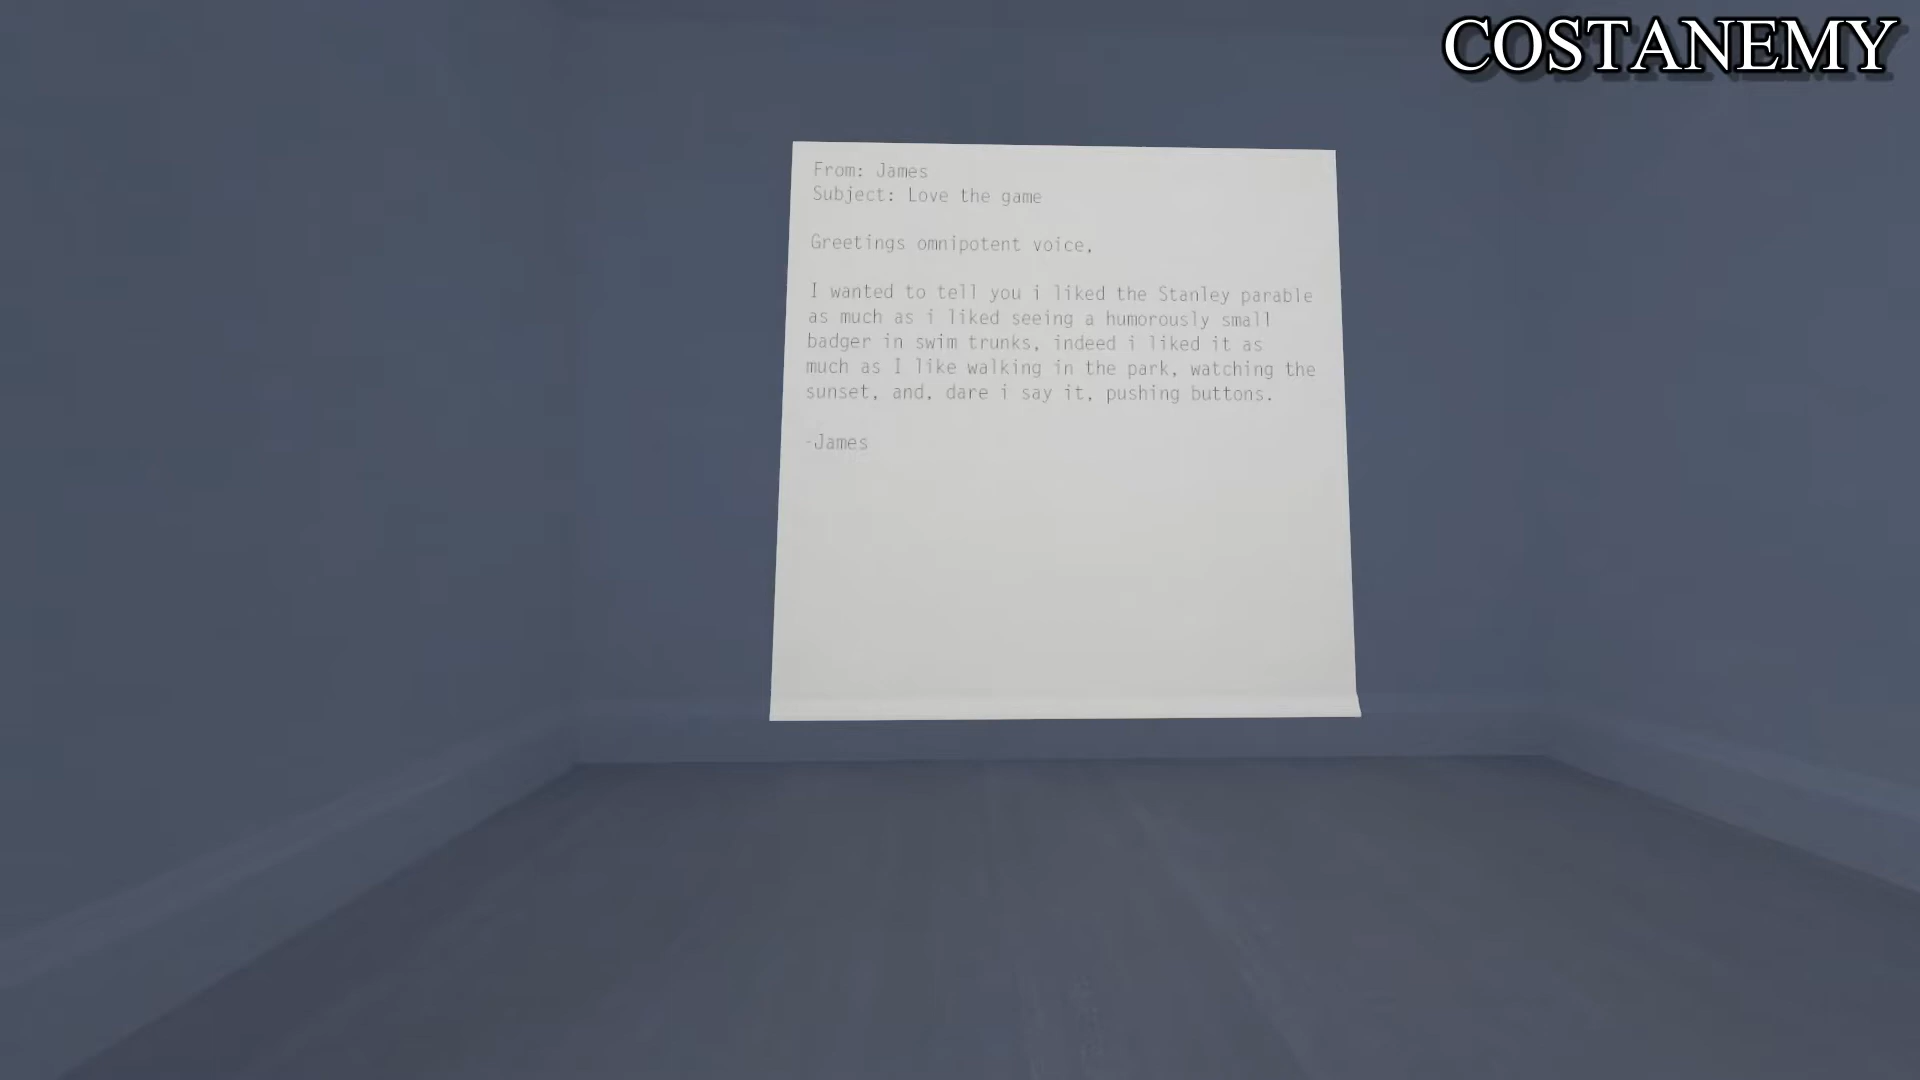 COSTANEMY
From: James
Subject: Love the game
Greetings omnipotent voice,
I wanted to tell you i liked the Stanley parable
as much as i liked seeing a humorously small
badger in swim trunks, indeed i liked it as
much as I like walking in the park, watching the
sunset, and, dare i say it, pushing buttons.
-James